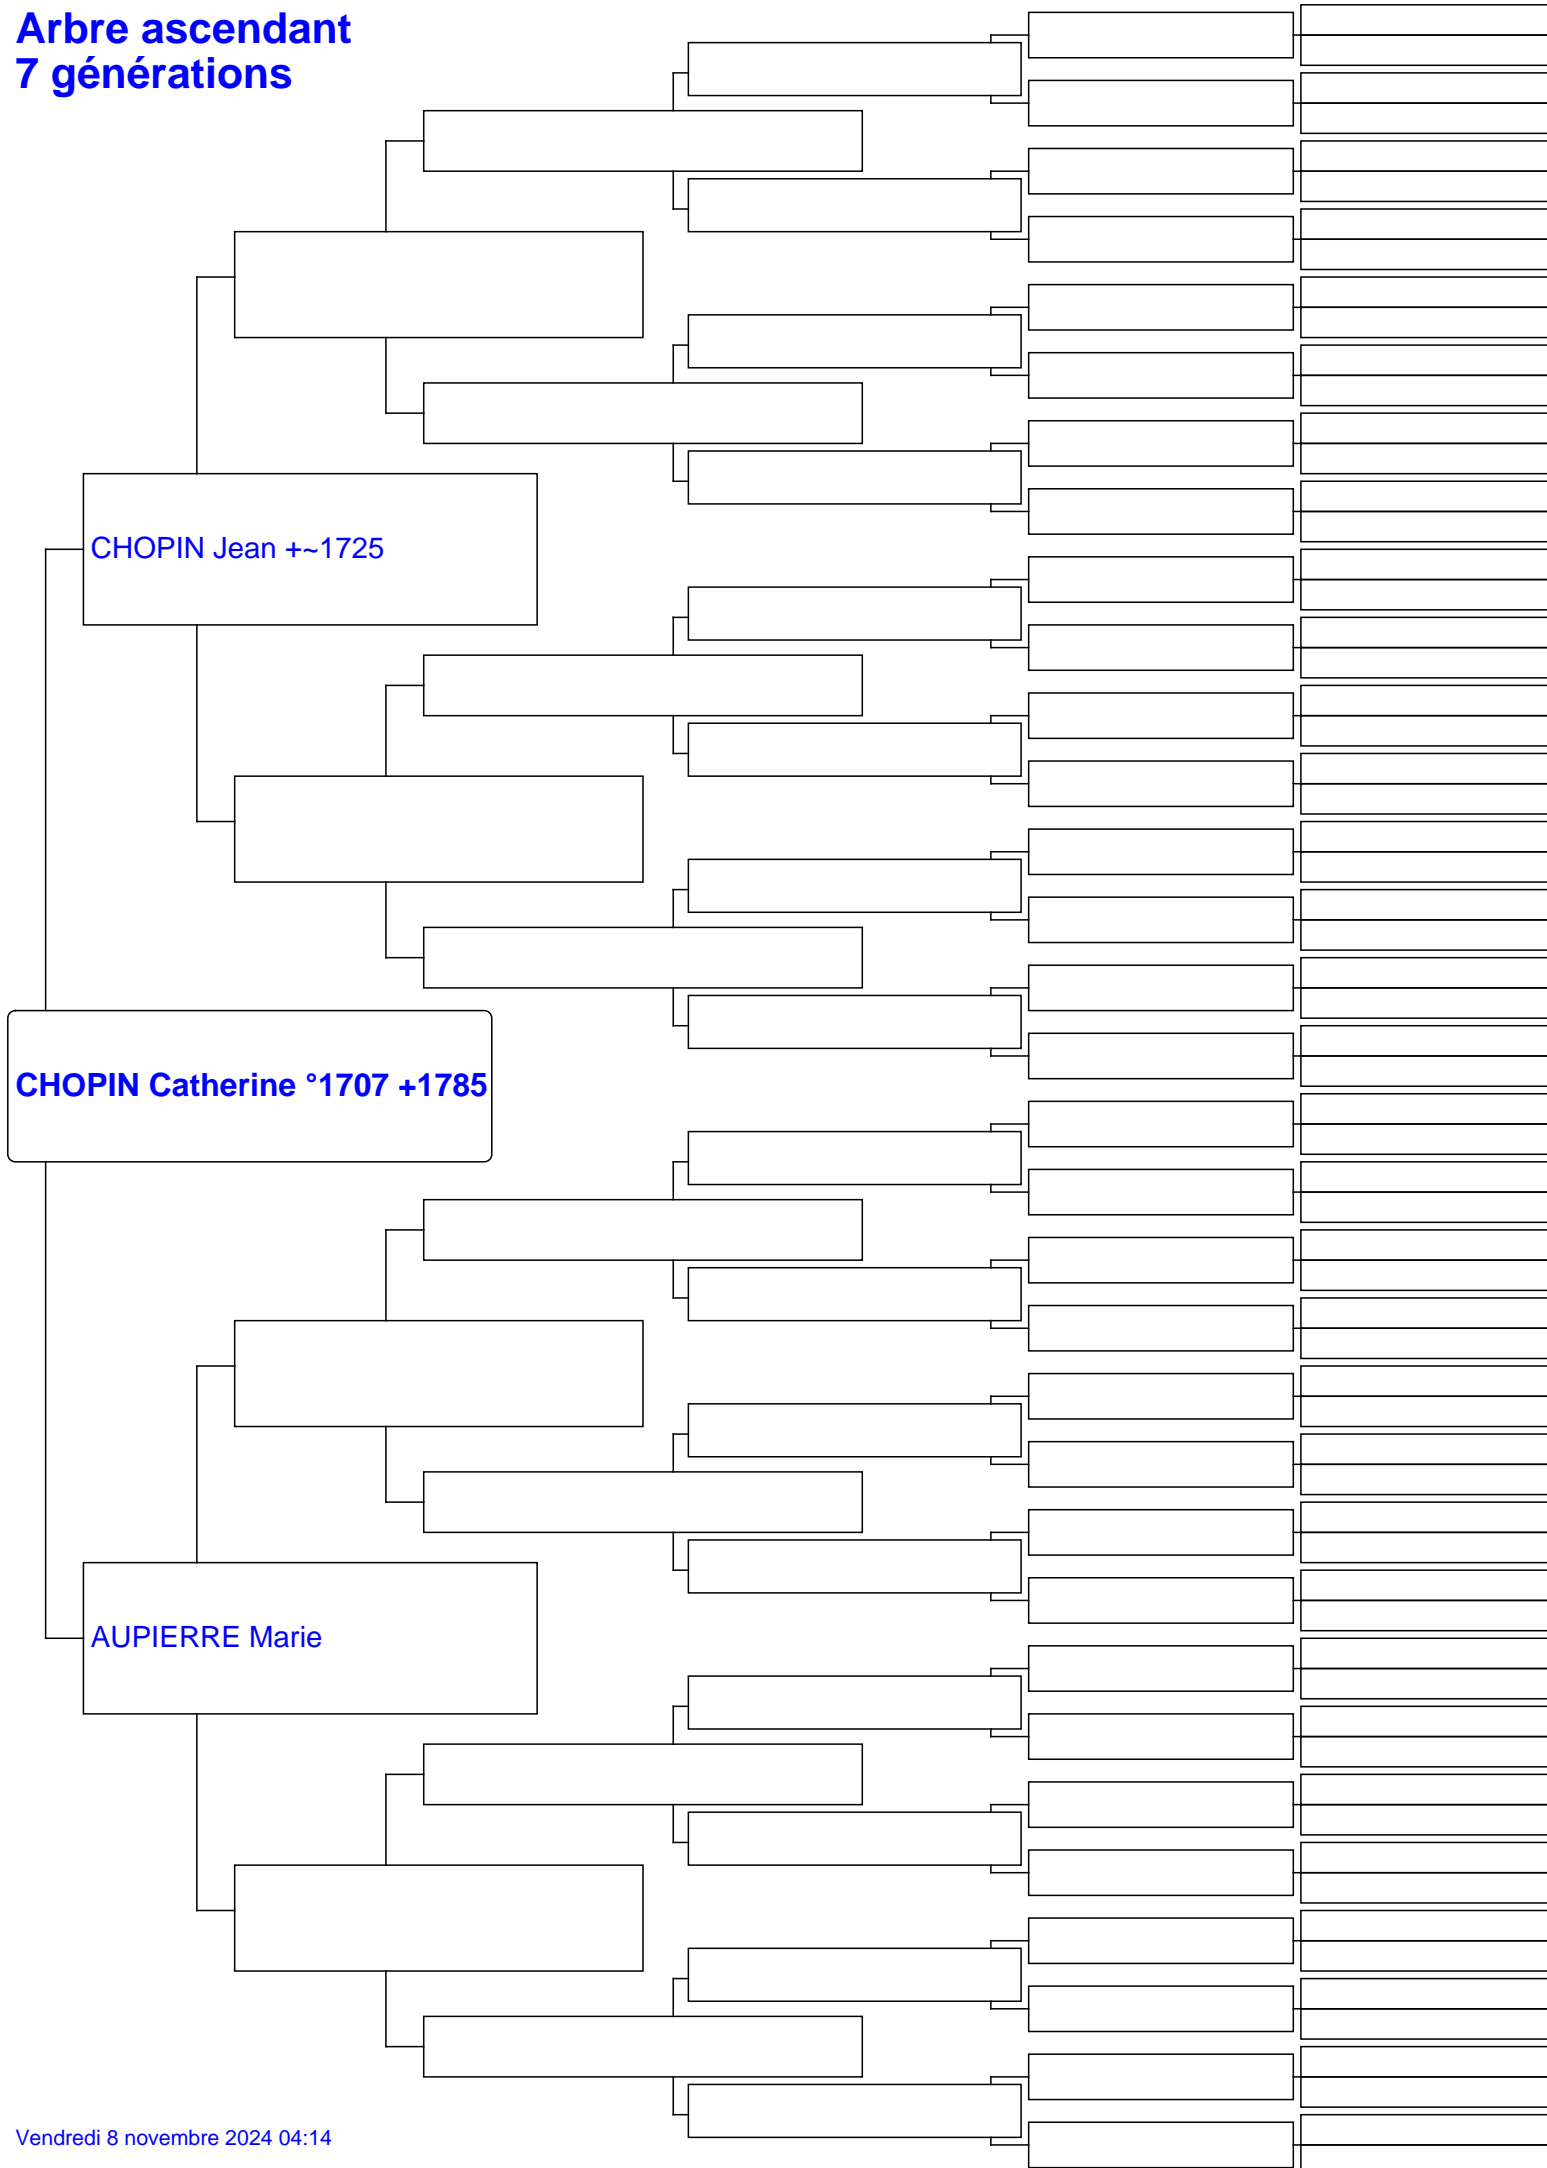 Arbre ascendant
7 générations
CHOPIN Jean +~1725
CHOPIN Catherine °1707 +1785
AUPIERRE Marie
Vendredi 8 novembre 2024 04:14